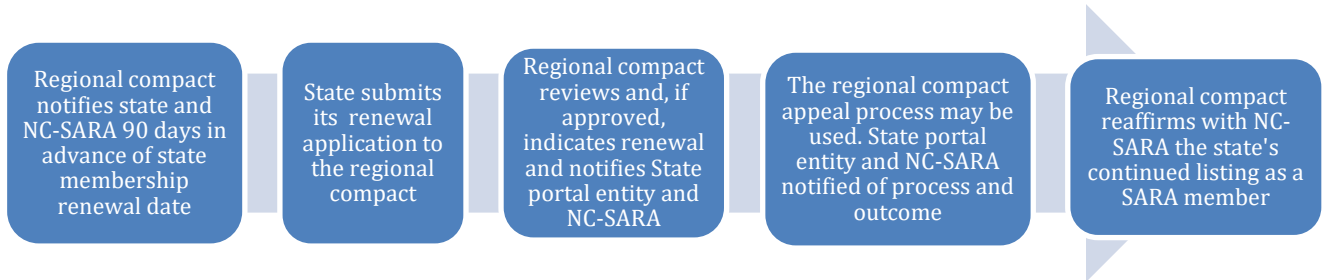 Regional compact
notifies state and
NC-SARA 90 days in
advance of state
membership
renewal date
State submits
its renewal
application to
the regional
compact
Regional compact
reviews and, if
approved,
indicates renewal
and notifies State
portal entity and
NC-SARA
The regional compact
appeal process may be
used. State portal
entity and NC-SARA
notified of process and
outcome
Regional compact
reaffirms with NC-
SARA the state's
continued listing as a
SARA member